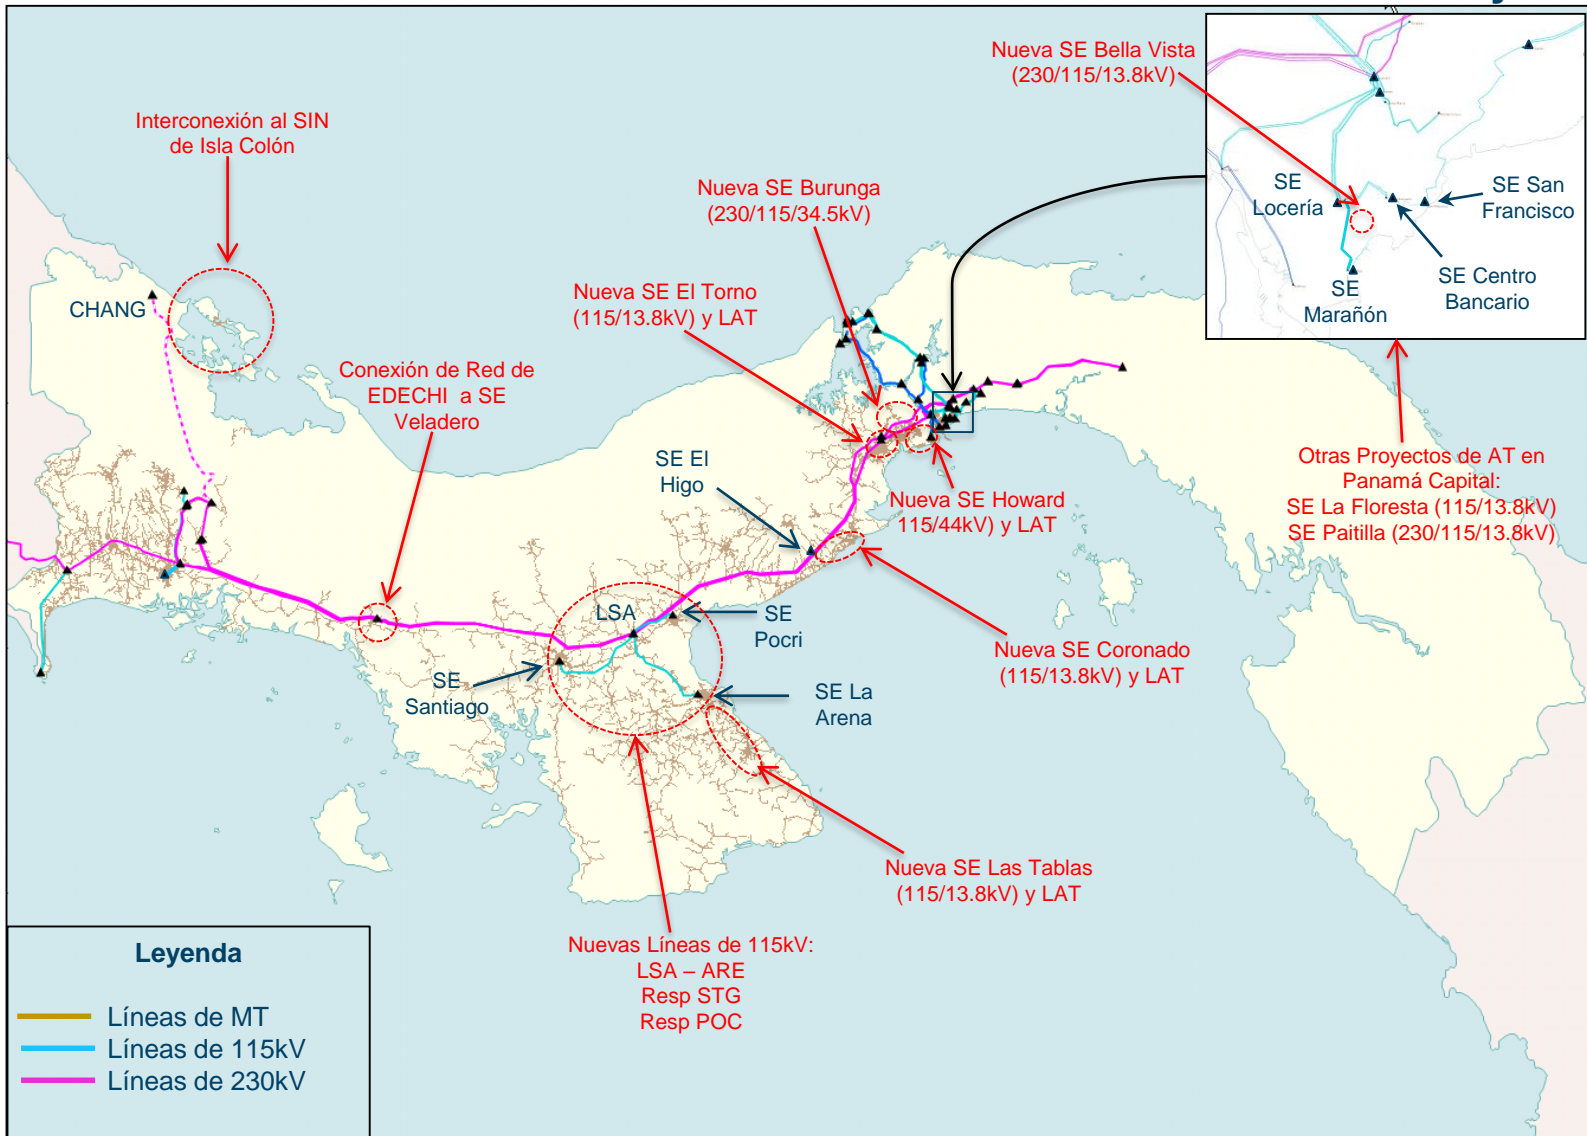 Nueva SE Bella Vista
(230/115/13.8kV)
Interconexión al SIN
de Isla Colón
Nueva SE Burunga
(230/115/34.5kV)
SE
Locería
SE San
Francisco
SE Centro
Bancario
SE
Marañón
CHANG
Nueva SE El Torno
(115/13.8kV) y LAT
Conexión de Red de
EDECHI a SE
Veladero
SE El
Higo
Nueva SE Howard
115/44kV) y LAT
Otras Proyectos de AT en
Panamá Capital:
SE La Floresta (115/13.8kV)
SE Paitilla (230/115/13.8kV)
LSA
SE
Pocri
Nueva SE Coronado
(115/13.8kV) y LAT
SE
Santiago
SE La
Arena
Nueva SE Las Tablas
(115/13.8kV) y LAT
Nuevas Líneas de 115kV:
LSA – ARE
Resp STG
Resp POC
Leyenda
Líneas de MT
Líneas de 115kV
Líneas de 230kV